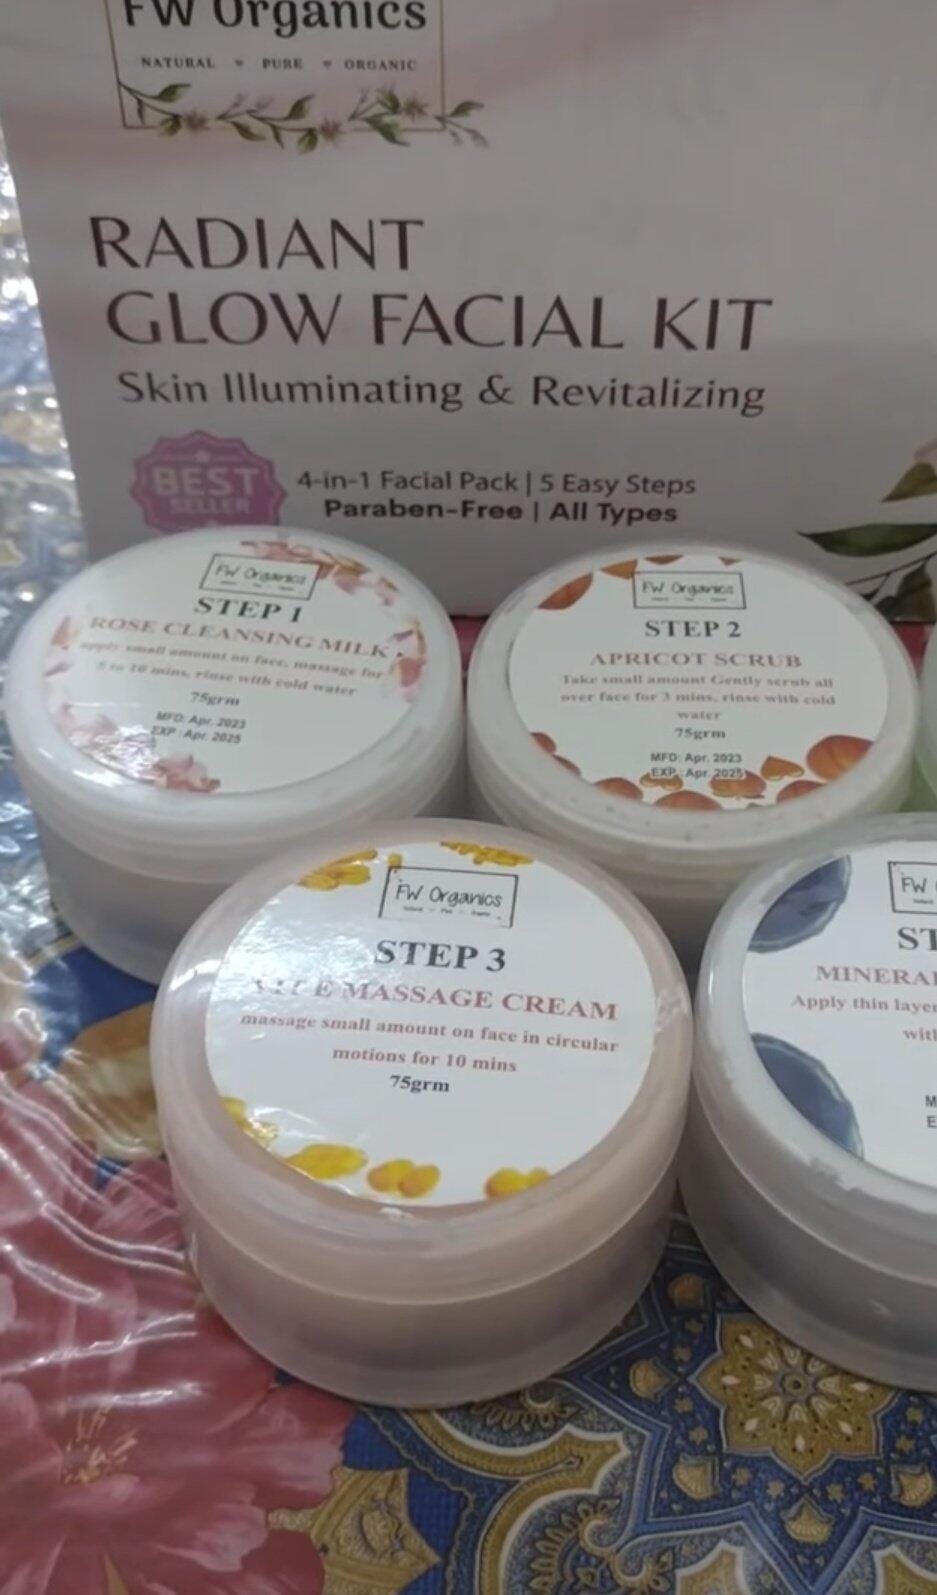 FW Organics
NATURAL PURE ORGANIC
RADIANT
GLOW FACIAL KIT
Skin Illuminating & Revitalizing
BEST
SELLER
4-in-1 Facial Pack | 5 Easy Steps
Paraben-Free | All Types
FW Organics
STEP 1
ROSE CLEANSING MILK
apply small amount on face, massage for
5 to 10 mins, rinse with cold water
75grm
MFD: Apr. 2023
EXP : Apr. 2025
FW Organics
STEP 2
APRICOT SCRUB
Take small amount Gently scrub all
over face for 3 mins, rinse with cold
water
75grm
MFD: Apr. 2023
EXP : Apr. 2025
FW Organics
STEP 3
MASSAGE CREAM
massage small amount on face in circular
motions for 10 mins
75grm
FW
ST
MINERA
Apply thin layer
with
M
E